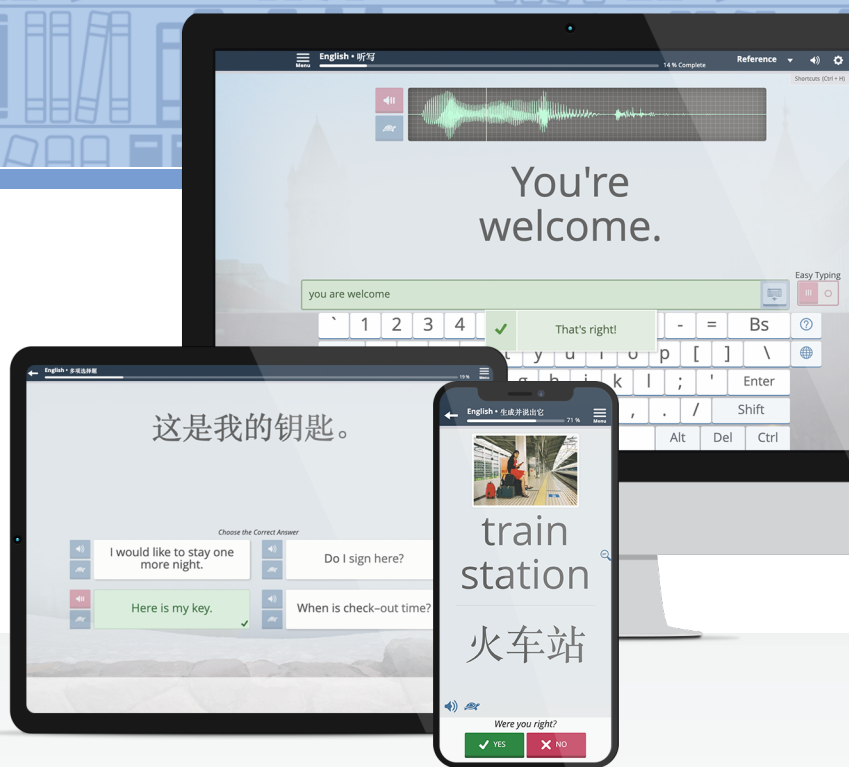 Menu
English • 听写
14 % Complete
Reference
Shortcuts (Ctrl + H)
You're
welcome.
Easy Typing
you are welcome
That's right!
` 1 2 3 4 - = Bs
t y u i o p [ ] \
g h j k l ; ' Enter
, . / Shift
Alt Del Ctrl
English • 多项选择题
19 %
Menu
这是我的钥匙。
Choose the Correct Answer
I would like to stay one
more night.
Do I sign here?
Here is my key.
When is check–out time?
English • 生成并说出它
71 %
Menu
train
station
火车站
Were you right?
YES
NO